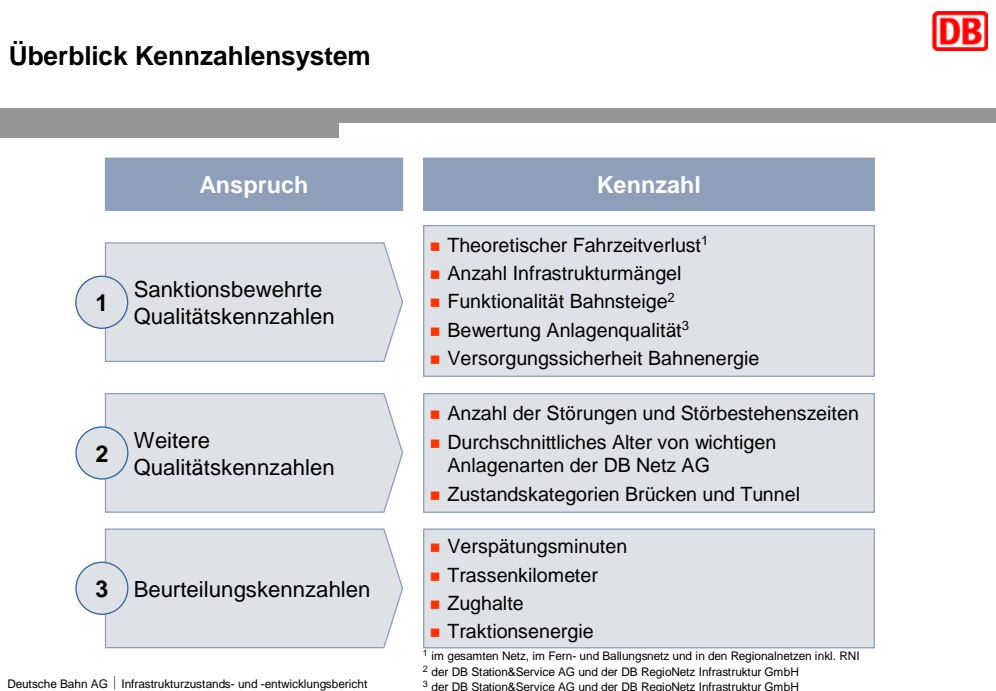 DB
Überblick Kennzahlensystem
Anspruch
Kennzahl
1
Sanktionsbewehrte
Qualitätskennzahlen
Theoretischer Fahrzeitverlust¹
Anzahl Infrastrukturmängel
Funktionalität Bahnsteige²
Bewertung Anlagenqualität³
Versorgungssicherheit Bahnenergie
2
Weitere
Qualitätskennzahlen
Anzahl der Störungen und Störbestehenszeiten
Durchschnittliches Alter von wichtigen
Anlagenarten der DB Netz AG
Zustandskategorien Brücken und Tunnel
3
Beurteilungskennzahlen
Verspätungsminuten
Trassenkilometer
Zughalte
Traktionsenergie
¹ im gesamten Netz, im Fern- und Ballungsnetz und in den Regionalnetzen inkl. RNI
² der DB Station&Service AG und der DB RegioNetz Infrastruktur GmbH
³ der DB Station&Service AG und der DB RegioNetz Infrastruktur GmbH
Deutsche Bahn AG | Infrastrukturzustands- und -entwicklungsbericht